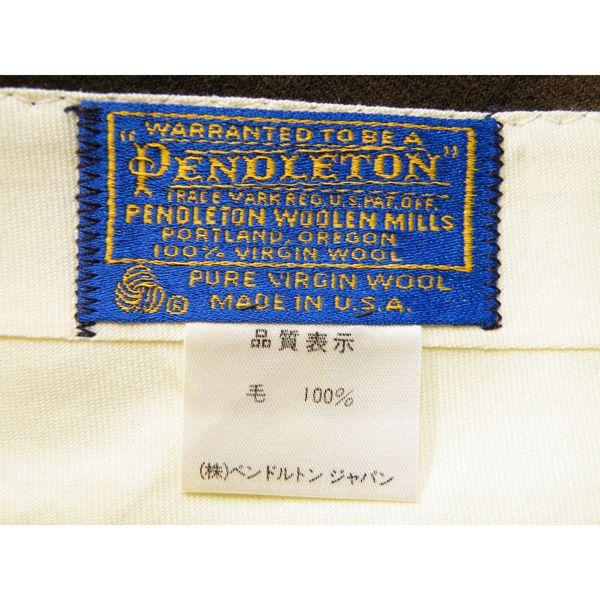 WARRANTED TO BE A
"PENDLETON"
TRADE MARK REG. U.S. PAT. OFF.
PENDLETON WOOLEN MILLS
PORTLAND, OREGON
100% VIRGIN WOOL
PURE VIRGIN WOOL
®
MADE IN U.S.A.
品質表示
毛 100%
(株)ペンドルトン ジャパン